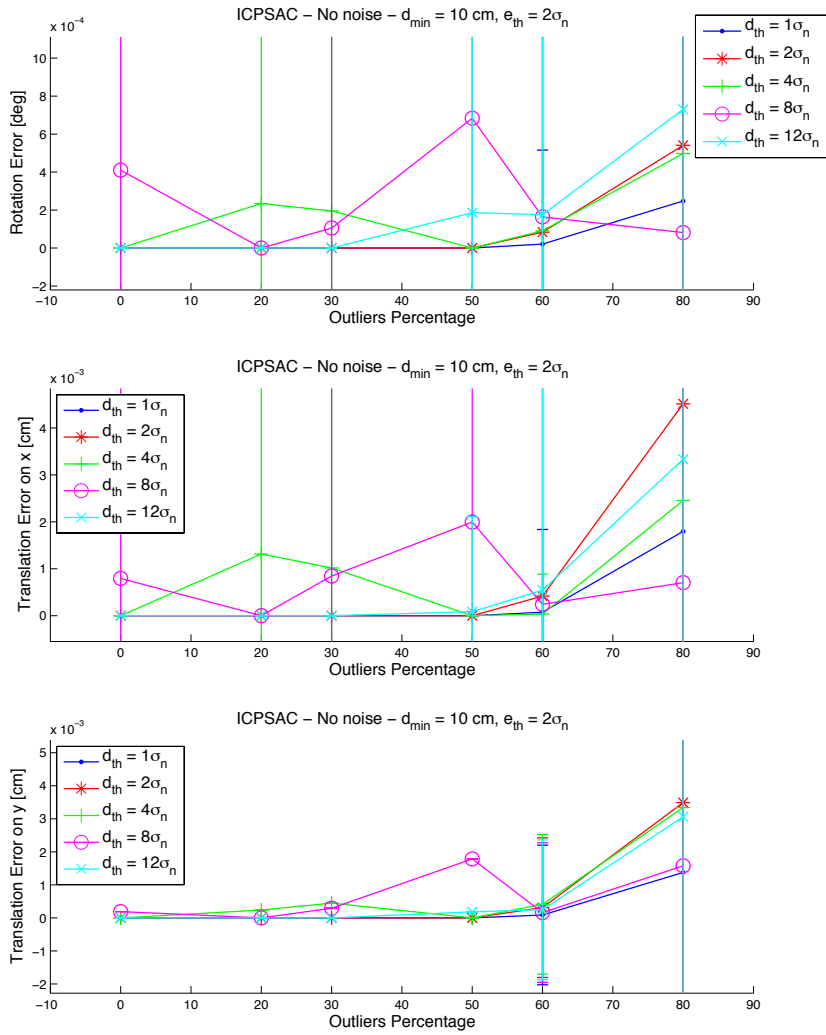 ICPSAC – No noise – d_min = 10 cm, e_th = 2σ_n
x 10^−4
10
8
6
4
2
0
−2
Rotation Error [deg]
−10 0 10 20 30 40 50 60 70 80 90
Outliers Percentage
d_th = 1σ_n
d_th = 2σ_n
d_th = 4σ_n
d_th = 8σ_n
d_th = 12σ_n
ICPSAC – No noise – d_min = 10 cm, e_th = 2σ_n
x 10^−3
4
3
2
1
0
Translation Error on x [cm]
d_th = 1σ_n
d_th = 2σ_n
d_th = 4σ_n
d_th = 8σ_n
d_th = 12σ_n
−10 0 10 20 30 40 50 60 70 80 90
Outliers Percentage
ICPSAC – No noise – d_min = 10 cm, e_th = 2σ_n
x 10^−3
5
4
3
2
1
0
−1
−2
Translation Error on y [cm]
d_th = 1σ_n
d_th = 2σ_n
d_th = 4σ_n
d_th = 8σ_n
d_th = 12σ_n
−10 0 10 20 30 40 50 60 70 80 90
Outliers Percentage